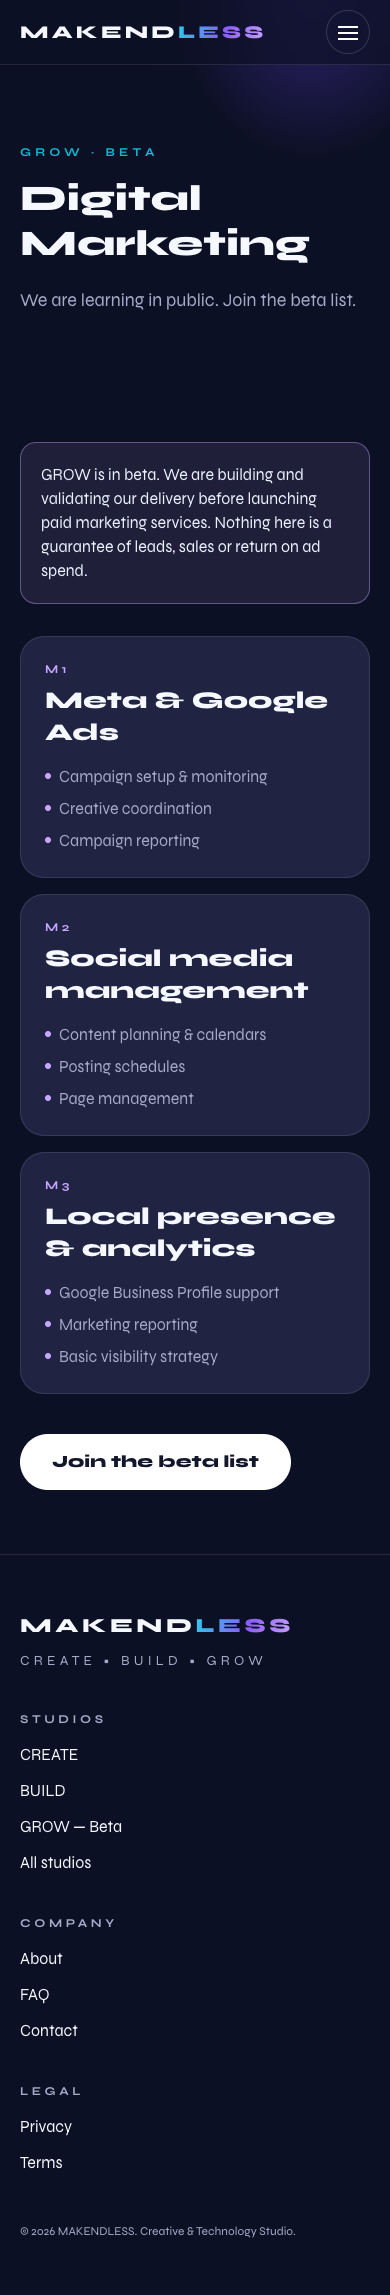 MAKENDLESS
GROW · BETA
Digital
Marketing
We are learning in public. Join the beta list.
GROW is in beta. We are building and
validating our delivery before launching
paid marketing services. Nothing here is a
guarantee of leads, sales or return on ad
spend.
M1
Meta & Google
Ads
• Campaign setup & monitoring
• Creative coordination
• Campaign reporting
M2
Social media
management
• Content planning & calendars
• Posting schedules
• Page management
M3
Local presence
& analytics
• Google Business Profile support
• Marketing reporting
• Basic visibility strategy
Join the beta list
MAKENDLESS
CREATE ▪ BUILD ▪ GROW
STUDIOS
CREATE
BUILD
GROW — Beta
All studios
COMPANY
About
FAQ
Contact
LEGAL
Privacy
Terms
© 2026 MAKENDLESS. Creative & Technology Studio.